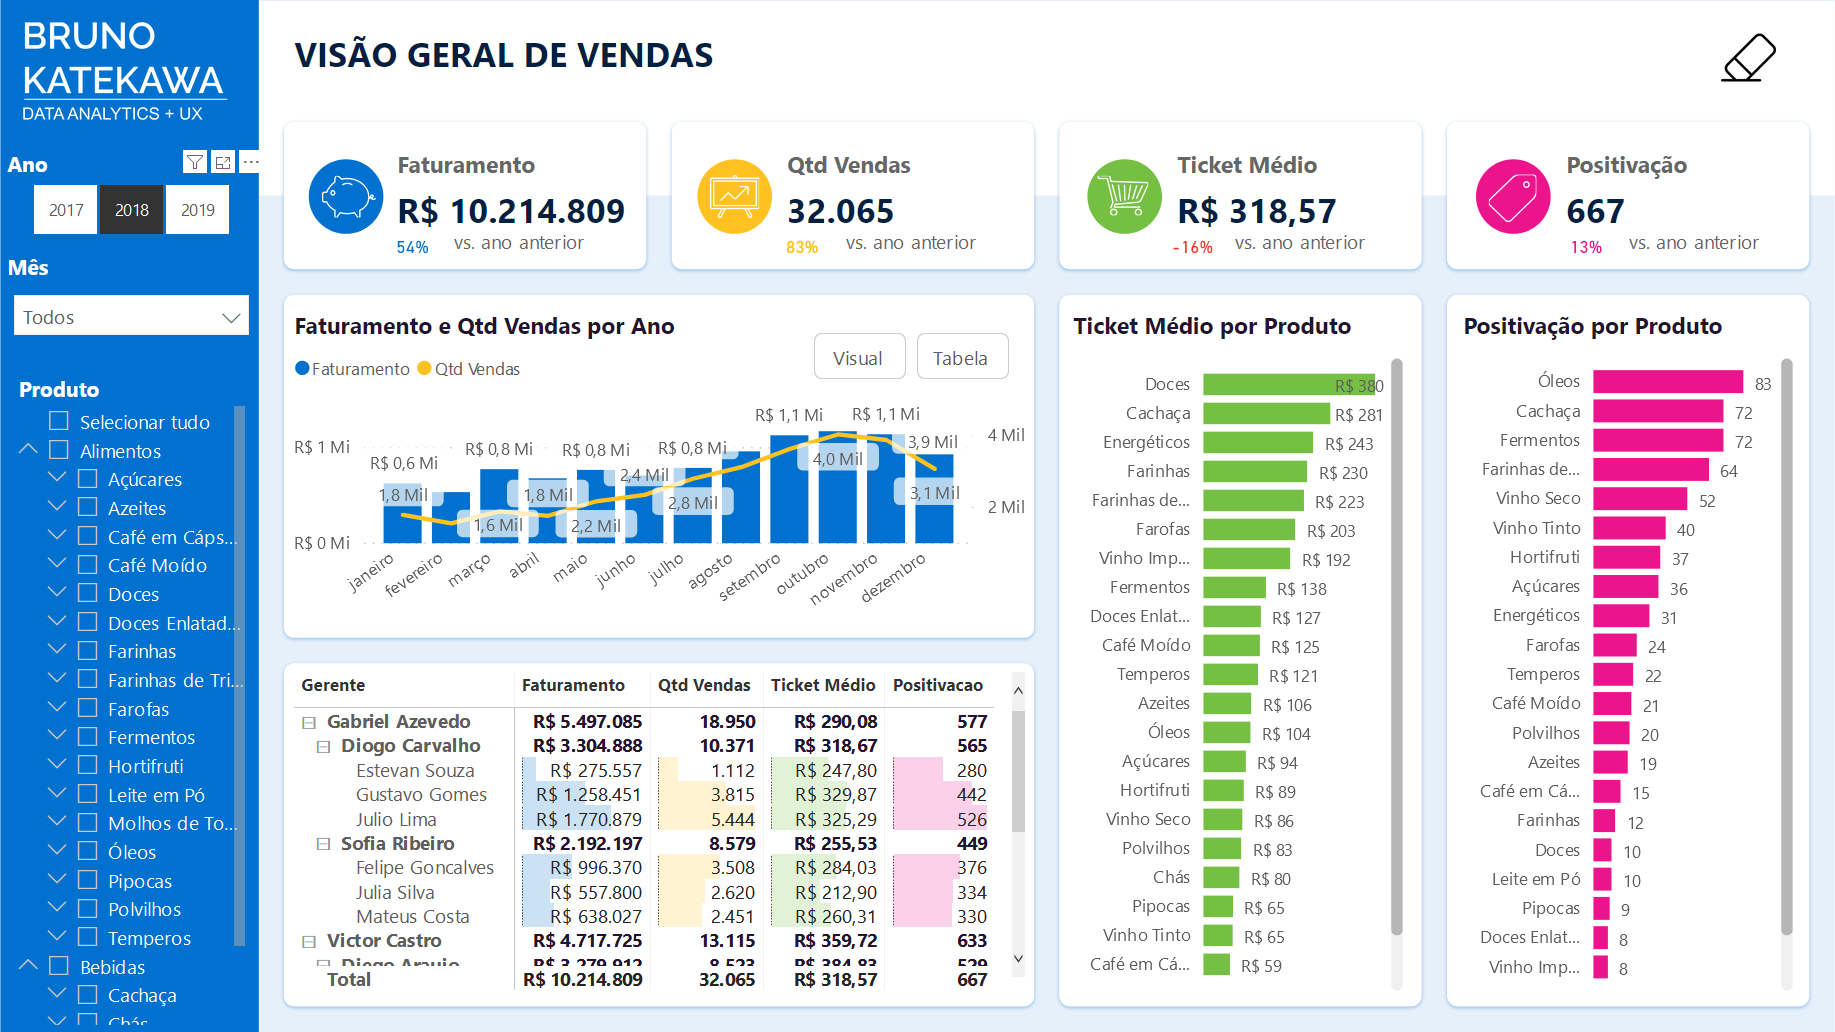 BRUNO
KATEKAWA
DATA ANALYTICS + UX
Ano
2017 2018 2019
Mês
Todos
Produto
Selecionar tudo
Alimentos
Açúcares
Azeites
Café em Cáps...
Café Moído
Doces
Doces Enlatad...
Farinhas
Farinhas de Tri...
Farofas
Fermentos
Hortifruti
Leite em Pó
Molhos de To...
Óleos
Pipocas
Polvilhos
Temperos
Bebidas
Cachaça
Chás
VISÃO GERAL DE VENDAS
Faturamento
R$ 10.214.809
54% vs. ano anterior
Qtd Vendas
32.065
83% vs. ano anterior
Ticket Médio
R$ 318,57
-16% vs. ano anterior
Positivação
667
13% vs. ano anterior
Faturamento e Qtd Vendas por Ano
Visual Tabela
Faturamento Qtd Vendas
R$ 1,1 Mi R$ 1,1 Mi
R$ 1 Mi R$ 0,6 Mi R$ 0,8 Mi R$ 0,8 Mi R$ 0,8 Mi 3,9 Mil 4 Mil
1,8 Mil 1,6 Mil 1,8 Mil 2,2 Mil 2,4 Mil 2,8 Mil 4,0 Mil 3,1 Mil 2 Mil
R$ 0 Mi
janeiro fevereiro março abril maio junho julho agosto setembro outubro novembro dezembro
Gerente Faturamento Qtd Vendas Ticket Médio Positivacao
Gabriel Azevedo R$ 5.497.085 18.950 R$ 290,08 577
Diogo Carvalho R$ 3.304.888 10.371 R$ 318,67 565
Estevan Souza R$ 275.557 1.112 R$ 247,80 280
Gustavo Gomes R$ 1.258.451 3.815 R$ 329,87 442
Julio Lima R$ 1.770.879 5.444 R$ 325,29 526
Sofia Ribeiro R$ 2.192.197 8.579 R$ 255,53 449
Felipe Goncalves R$ 996.370 3.508 R$ 284,03 376
Julia Silva R$ 557.800 2.620 R$ 212,90 334
Mateus Costa R$ 638.027 2.451 R$ 260,31 330
Victor Castro R$ 4.717.725 13.115 R$ 359,72 633
Diogo Araujo R$ 3.279.912 8.523 R$ 384,83 529
Total R$ 10.214.809 32.065 R$ 318,57 667
Ticket Médio por Produto
Doces R$ 380
Cachaça R$ 281
Energéticos R$ 243
Farinhas R$ 230
Farinhas de... R$ 223
Farofas R$ 203
Vinho Imp... R$ 192
Fermentos R$ 138
Doces Enlat... R$ 127
Café Moído R$ 125
Temperos R$ 121
Azeites R$ 106
Óleos R$ 104
Açúcares R$ 94
Hortifruti R$ 89
Vinho Seco R$ 86
Polvilhos R$ 83
Chás R$ 80
Pipocas R$ 65
Vinho Tinto R$ 65
Café em Cá... R$ 59
Positivação por Produto
Óleos 83
Cachaça 72
Fermentos 72
Farinhas de... 64
Vinho Seco 52
Vinho Tinto 40
Hortifruti 37
Açúcares 36
Energéticos 31
Farofas 24
Temperos 22
Café Moído 21
Polvilhos 20
Azeites 19
Café em Cá... 15
Farinhas 12
Doces 10
Leite em Pó 10
Pipocas 9
Doces Enlat... 8
Vinho Imp... 8